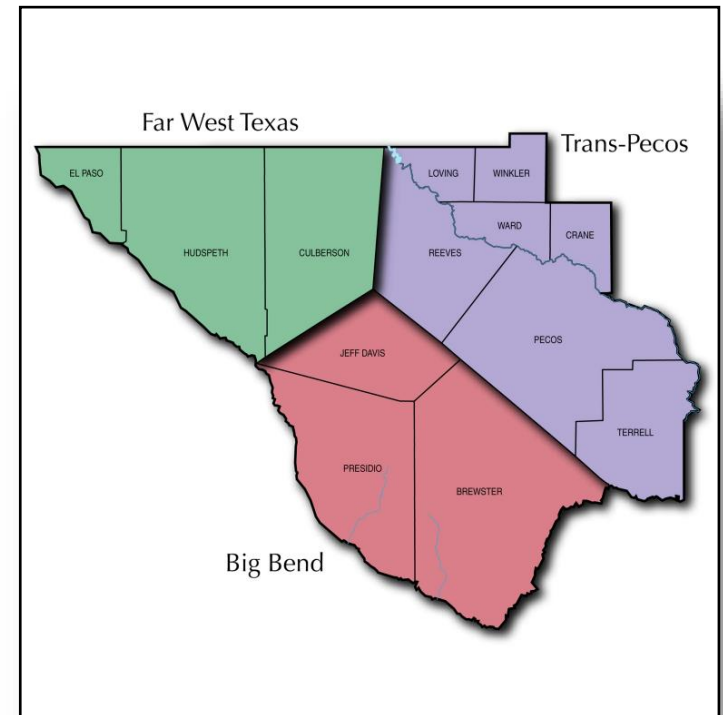 Far West Texas
Trans-Pecos
EL PASO
LOVING
WINKLER
WARD
CRANE
HUDSPETH
CULBERSON
REEVES
PECOS
JEFF DAVIS
TERRELL
PRESIDIO
BREWSTER
Big Bend